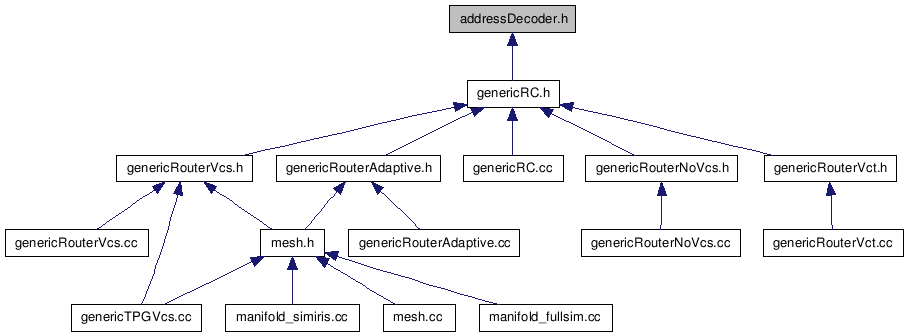 addressDecoder.h
genericRC.h
genericRouterVcs.h
genericRouterAdaptive.h
genericRC.cc
genericRouterNoVcs.h
genericRouterVct.h
genericRouterVcs.cc
mesh.h
genericRouterAdaptive.cc
genericRouterNoVcs.cc
genericRouterVct.cc
genericTPGVcs.cc
manifold_simiris.cc
mesh.cc
manifold_fullsim.cc